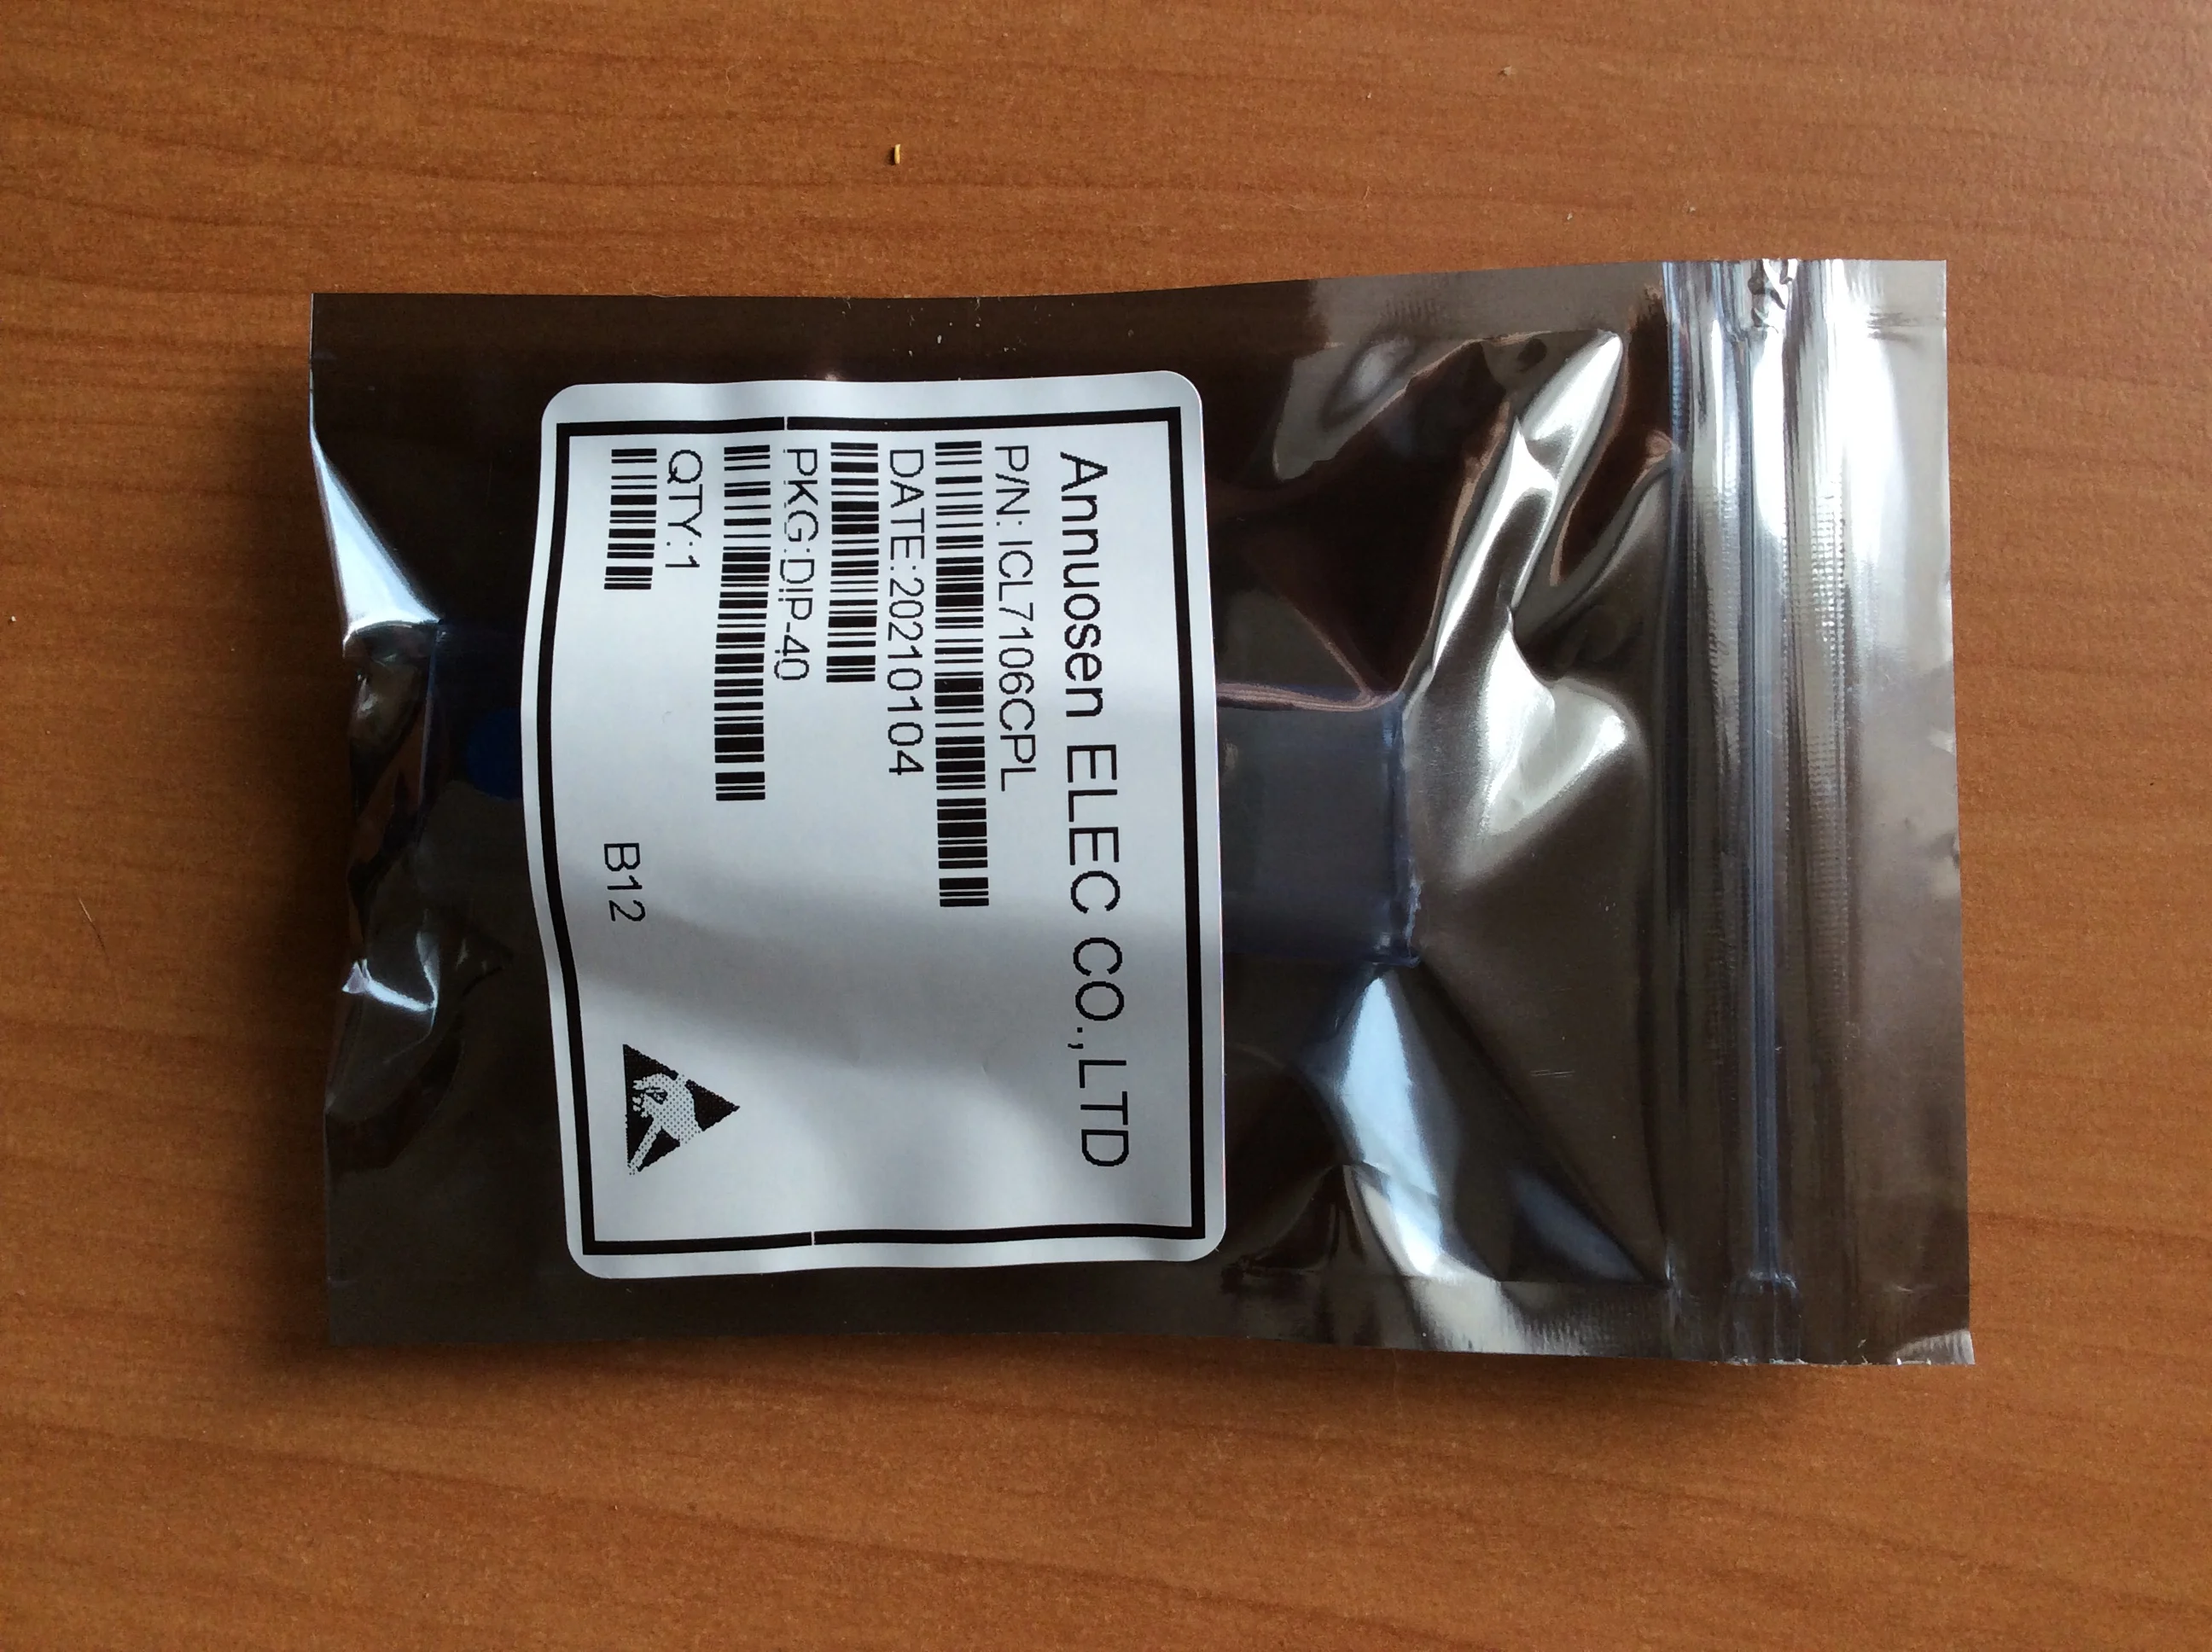 Annuosen ELEC CO.,LTD
P/N: ICL7106CPL
DATE:20210104
PKG:DIP-40
QTY:1
B12